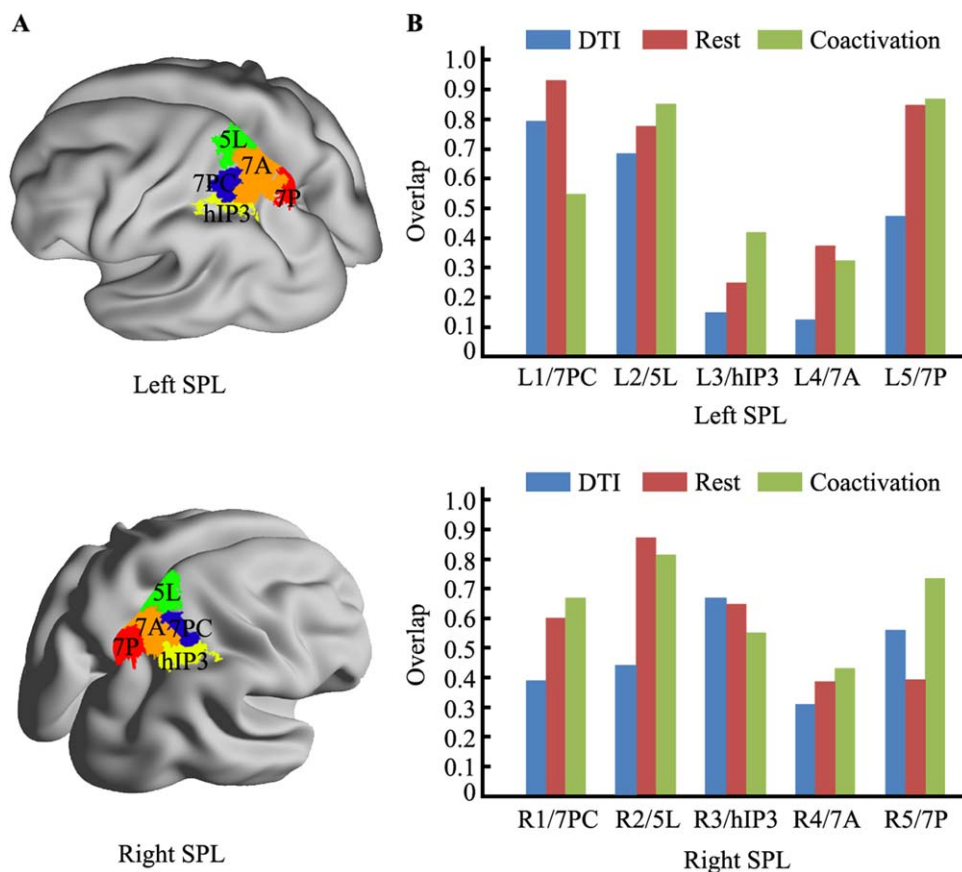 A
5L
7A
7PC
7P
hIP3
Left SPL
5L
7A
7PC
7P
hIP3
Right SPL
B
DTI Rest Coactivation
1.0
0.9
0.8
0.7
0.6
0.5
0.4
0.3
0.2
0.1
0
Overlap
L1/7PC L2/5L L3/hIP3 L4/7A L5/7P
Left SPL
DTI Rest Coactivation
1.0
0.9
0.8
0.7
0.6
0.5
0.4
0.3
0.2
0.1
0
Overlap
R1/7PC R2/5L R3/hIP3 R4/7A R5/7P
Right SPL